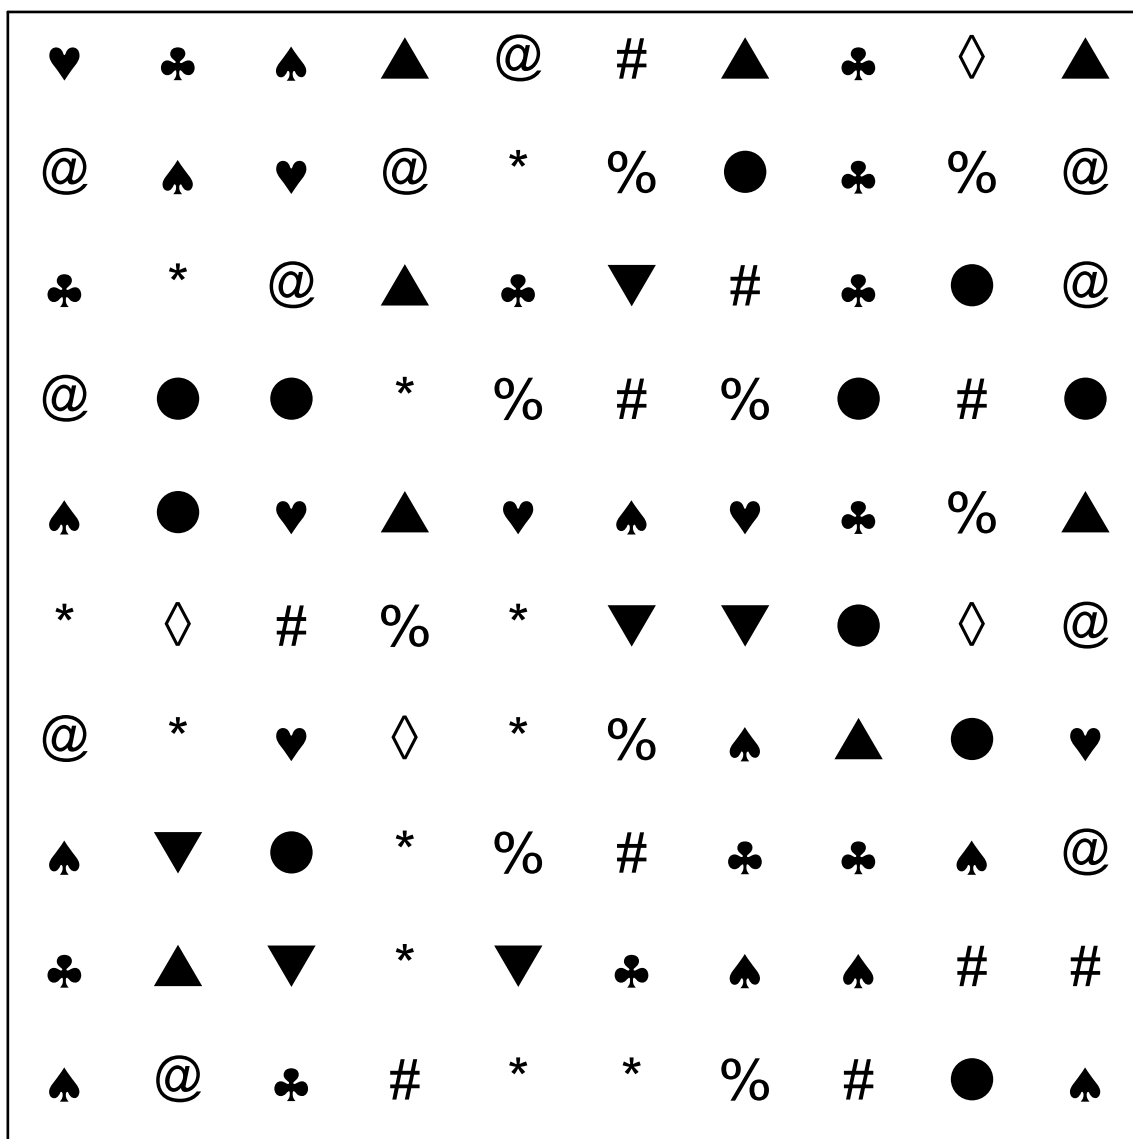 ♥ ♣ ♠ ▲ @ # ▲ ♣ ◊ ▲
@ ♠ ♥ @ * % ● ♣ % @
♣ * @ ▲ ♣ ▼ # ♣ ● @
@ ● ● * % # % ● # ●
♠ ● ♥ ▲ ♥ ♠ ♥ ♣ % ▲
* ◊ # % * ▼ ▼ ● ◊ @
@ * ♥ ◊ * % ♠ ▲ ● ♥
♠ ▼ ● * % # ♣ ♣ ♠ @
♣ ▲ ▼ * ▼ ♣ ♠ ♠ # #
♠ @ ♣ # * * % # ● ♠